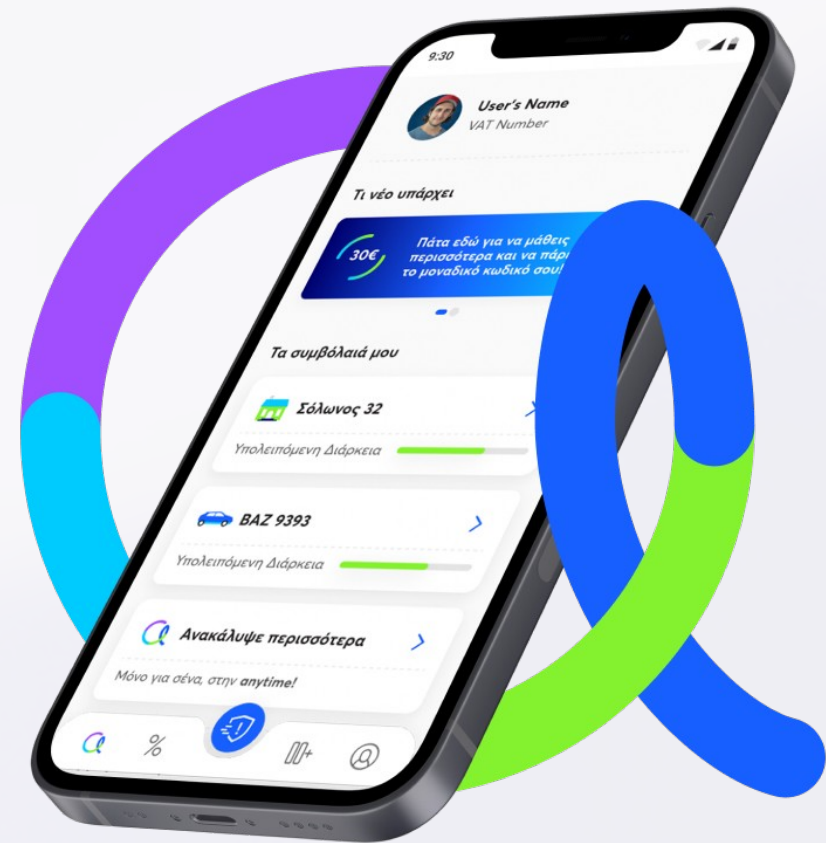 9:30
User's Name
VAT Number
Τι νέο υπάρχει
30€
Πάτα εδώ για να μάθεις
περισσότερα και να
το μοναδικό κωδικό σου!
Τα συμβόλαιά μου
Σόλωνος 32
Υπολειπόμενη Διάρκεια
BAZ 9393
Υπολειπόμενη Διάρκεια
Ανακάλυψε περισσότερα
Μόνο για σένα, στην anytime!
%